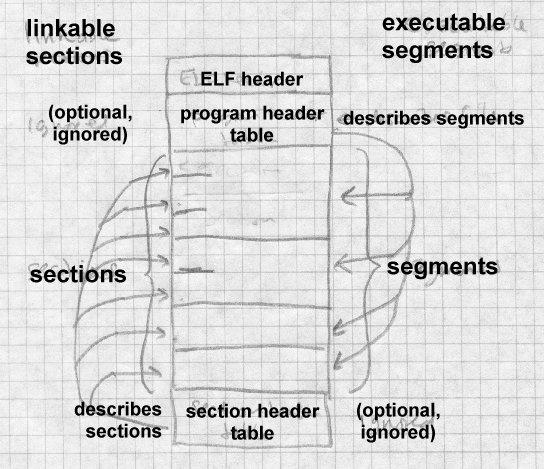 linkable
sections
executable
segments
ELF header
(optional,
ignored)
program header
table
describes segments
sections
segments
describes
sections
section header
table
(optional,
ignored)